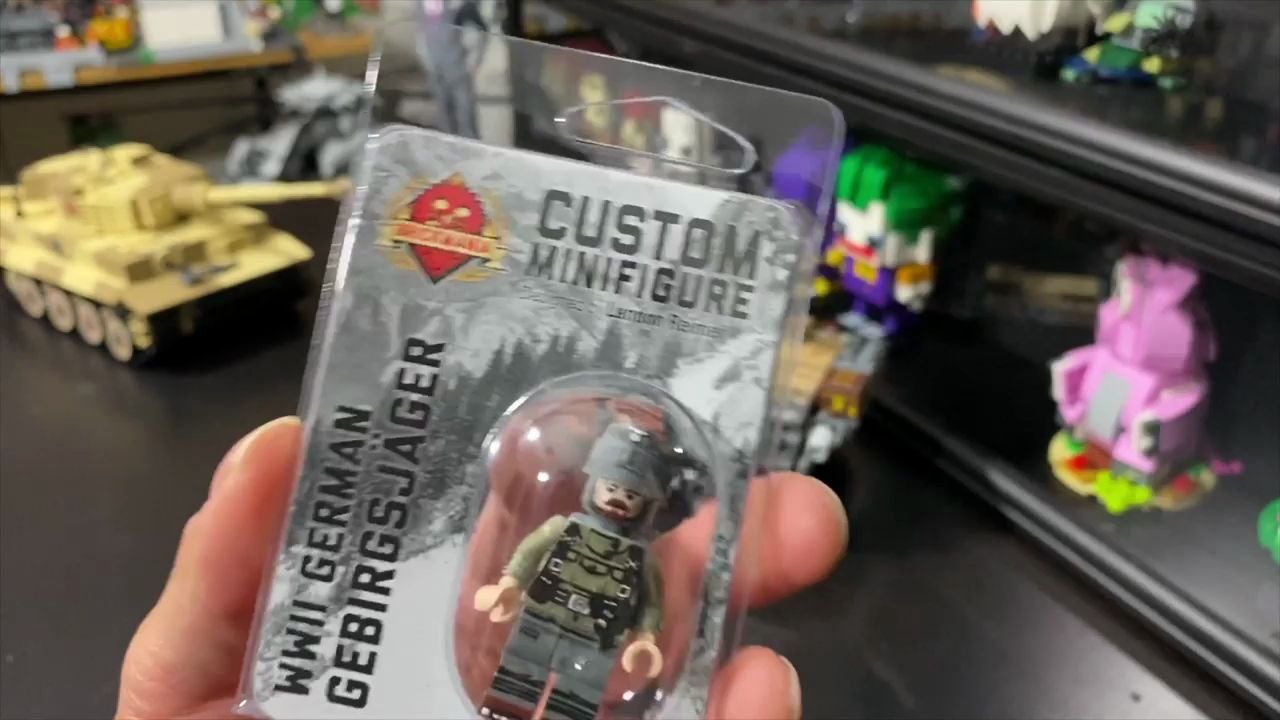 CUSTOM
MINIFIGURE
WWII GERMAN
GEBIRGSJÄGER